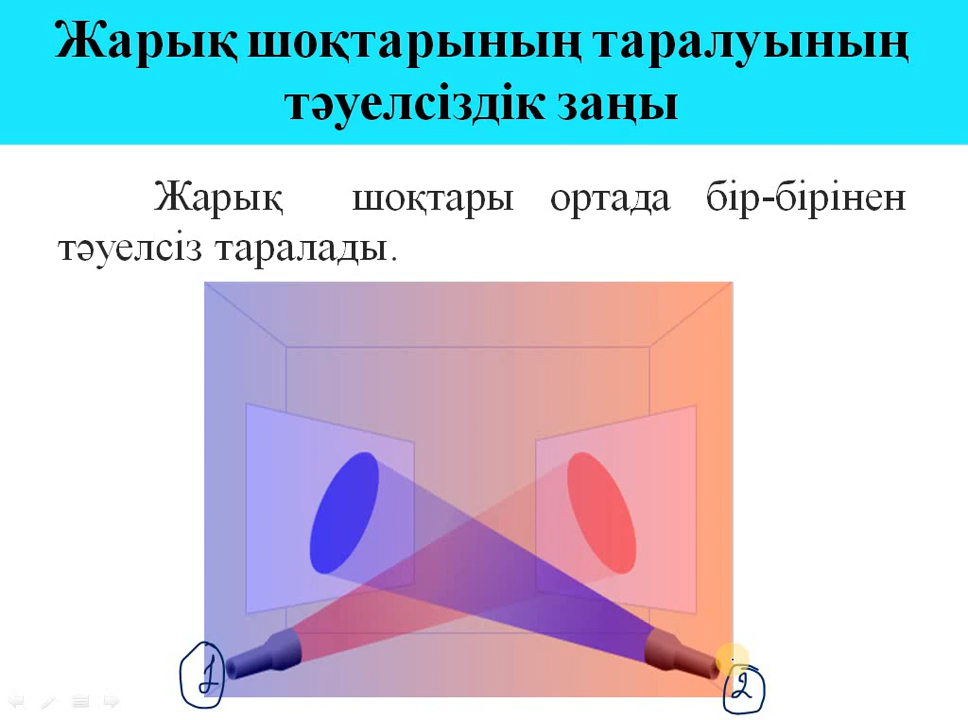 Жарық шоқтарының таралуының
тәуелсіздік заңы
Жарық шоқтары ортада бір-бірінен
тәуелсіз таралады.
1
2